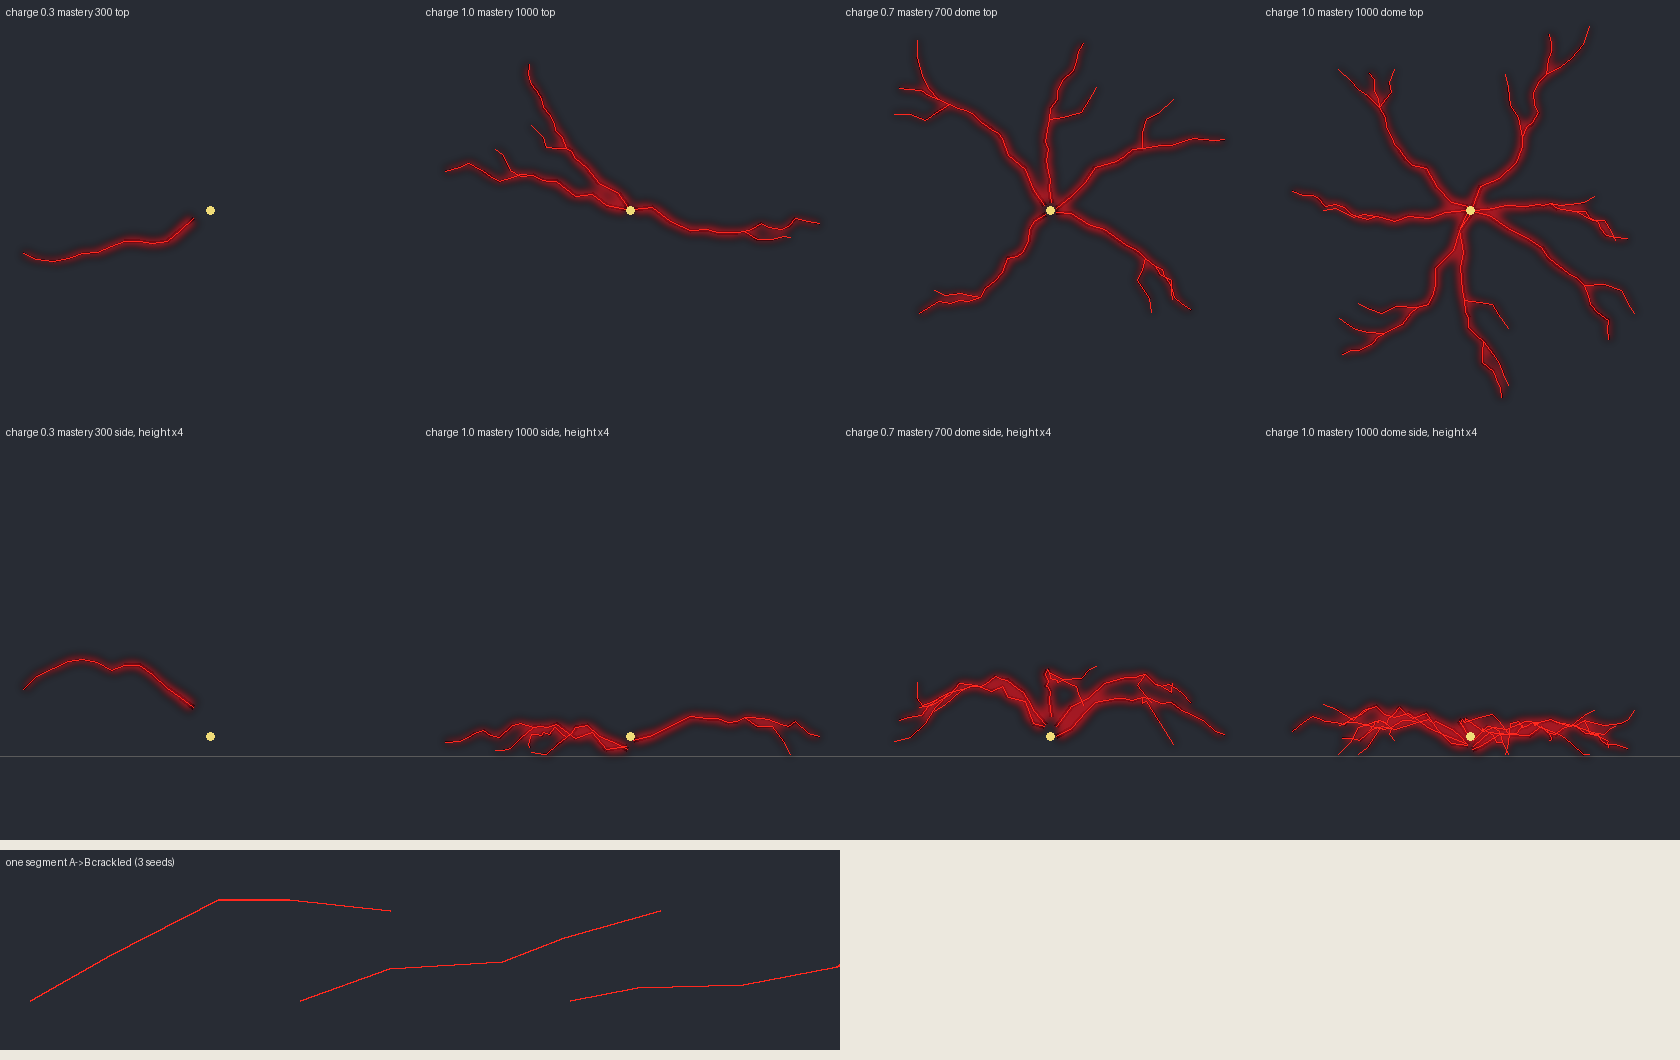 charge 0.3 mastery 300 top
charge 1.0 mastery 1000 top
charge 0.7 mastery 700 dome top
charge 1.0 mastery 1000 dome top
charge 0.3 mastery 300 side, height x4
charge 1.0 mastery 1000 side, height x4
charge 0.7 mastery 700 dome side, height x4
charge 1.0 mastery 1000 dome side, height x4
one segment A->B crackled (3 seeds)